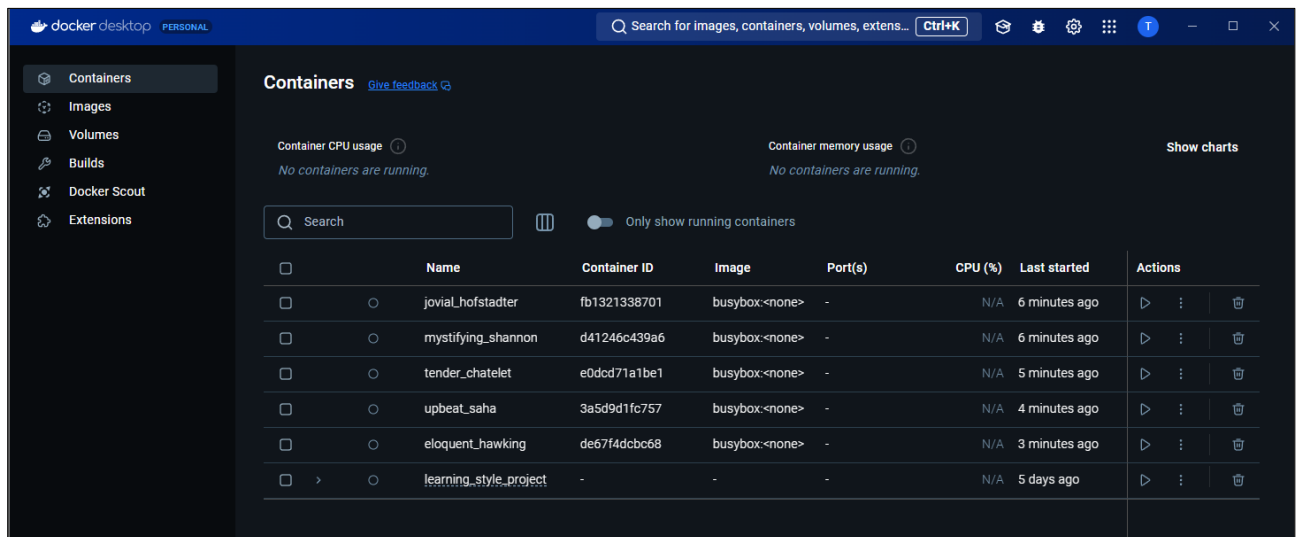 docker desktop PERSONAL Search for images, containers, volumes, extens... Ctrl+K T
Containers
Images
Volumes
Builds
Docker Scout
Extensions
Containers Give feedback
Container CPU usage Container memory usage Show charts
No containers are running. No containers are running.
Search Only show running containers
Name Container ID Image Port(s) CPU (%) Last started Actions
jovial_hofstadter fb1321338701 busybox:<none> - N/A 6 minutes ago
mystifying_shannon d41246c439a6 busybox:<none> - N/A 6 minutes ago
tender_chatelet e0dcd71a1be1 busybox:<none> - N/A 5 minutes ago
upbeat_saha 3a5d9d1fc757 busybox:<none> - N/A 4 minutes ago
eloquent_hawking de67f4dcbc68 busybox:<none> - N/A 3 minutes ago
learning_style_project - - - N/A 5 days ago